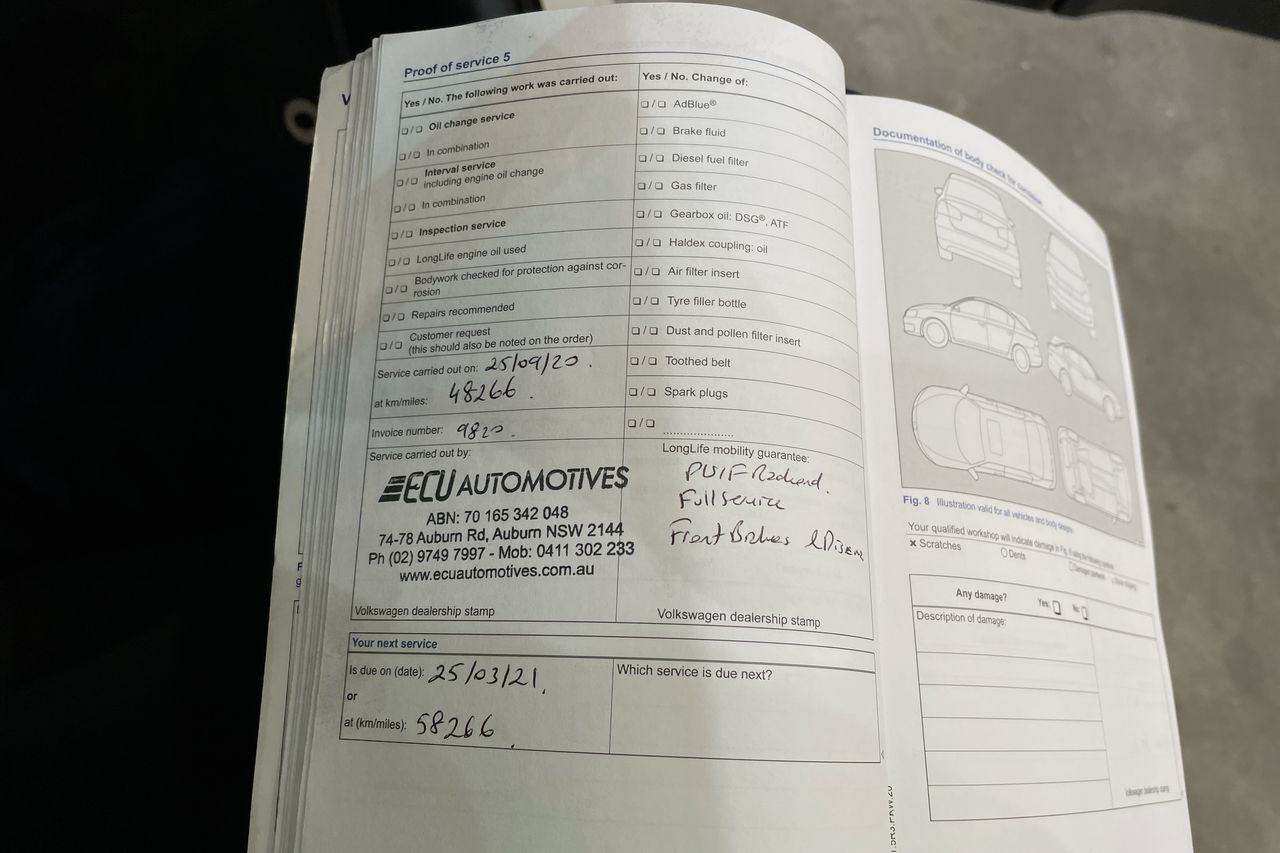 Proof of service 5
Yes / No. The following work was carried out:
❏/❏ Oil change service
❏/❏ In combination
❏/❏ Interval service
including engine oil change
❏/❏ In combination
❏/❏ Inspection service
❏/❏ LongLife engine oil used
❏/❏ Bodywork checked for protection against cor-
rosion
❏/❏ Repairs recommended
❏/❏ Customer request
(this should also be noted on the order)
Service carried out on: 25/09/20.
at km/miles: 48266.
Invoice number: 9820.
Yes / No. Change of:
❏/❏ AdBlue®
❏/❏ Brake fluid
❏/❏ Diesel fuel filter
❏/❏ Gas filter
❏/❏ Gearbox oil: DSG®, ATF
❏/❏ Haldex coupling: oil
❏/❏ Air filter insert
❏/❏ Tyre filler bottle
❏/❏ Dust and pollen filter insert
❏/❏ Toothed belt
❏/❏ Spark plugs
❏/❏ ....................
Service carried out by:
ECU AUTOMOTIVES
ABN: 70 165 342 048
74-78 Auburn Rd, Auburn NSW 2144
Ph (02) 9749 7997 - Mob: 0411 302 233
www.ecuautomotives.com.au
Volkswagen dealership stamp
LongLife mobility guarantee:
Full Service
Front Brakes &
Volkswagen dealership stamp
Your next service
Is due on (date): 25/03/21.
or
at (km/miles): 58266.
Which service is due next?
Documentation of body check for corrosion
Fig. 8 Illustration valid for all vehicles and body designs
Your qualified workshop will indicate damage in Fig. 8 using the following symbols:
✗ Scratches
○ Dents
Any damage?
Yes: ❏ No: ❏
Description of damage:
Volkswagen dealership stamp